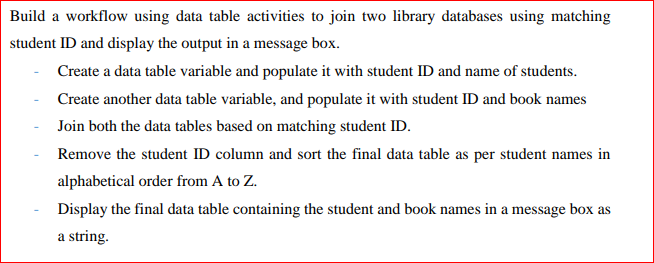 Build a workflow using data table activities to join two library databases using matching
student ID and display the output in a message box.
- Create a data table variable and populate it with student ID and name of students.
- Create another data table variable, and populate it with student ID and book names
- Join both the data tables based on matching student ID.
- Remove the student ID column and sort the final data table as per student names in
alphabetical order from A to Z.
- Display the final data table containing the student and book names in a message box as
a string.